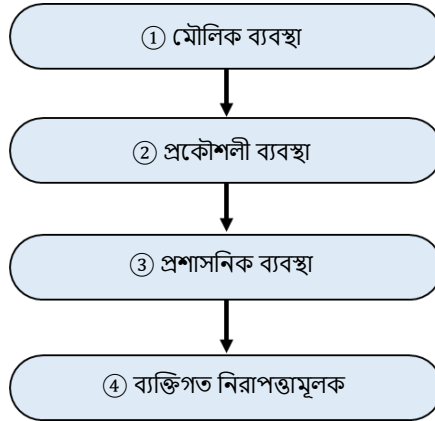 ① মৌলিক ব্যবস্থা
② প্রকৌশলী ব্যবস্থা
③ প্রশাসনিক ব্যবস্থা
④ ব্যক্তিগত নিরাপত্তামূলক